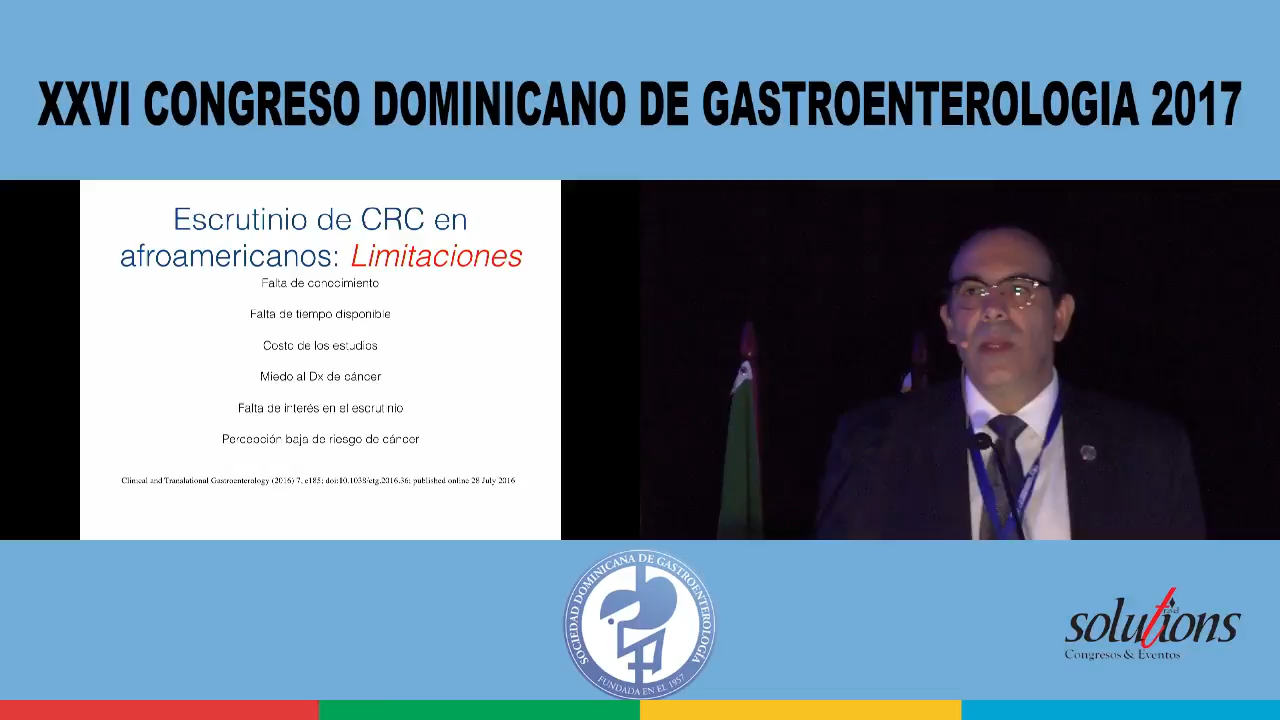 XXVI CONGRESO DOMINICANO DE GASTROENTEROLOGIA 2017
Escrutinio de CRC en
afroamericanos: Limitaciones
Falta de conocimiento
Falta de tiempo disponible
Costo de los estudios
Miedo al Dx de cáncer
Falta de interés en el escrutinio
Percepción baja de riesgo de cáncer
Clinical and Translational Gastroenterology (2016) 7, e185; doi:10.1038/ctg.2016.36; published online 28 July 2016
SOCIEDAD DOMINICANA DE GASTROENTEROLOGÍA
FUNDADA EN EL 1957
solutions
travel
Congresos & Eventos